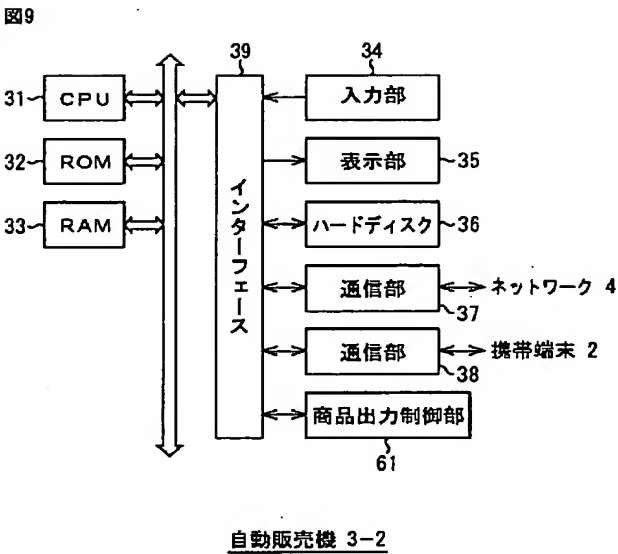 図9
39
34
31
CPU
入力部
32
ROM
表示部
35
33
RAM
インターフェース
ハードディスク
36
通信部
ネットワーク 4
37
通信部
携帯端末 2
38
商品出力制御部
61
自動販売機 3-2